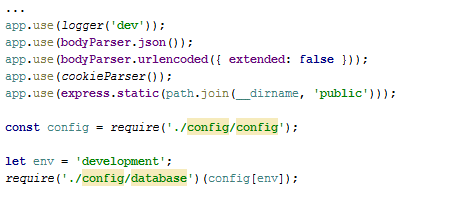 ...
app.use(logger('dev'));
app.use(bodyParser.json());
app.use(bodyParser.urlencoded({ extended: false }));
app.use(cookieParser());
app.use(express.static(path.join(__dirname, 'public')));
const config = require('./config/config');
let env = 'development';
require('./config/database')(config[env]);